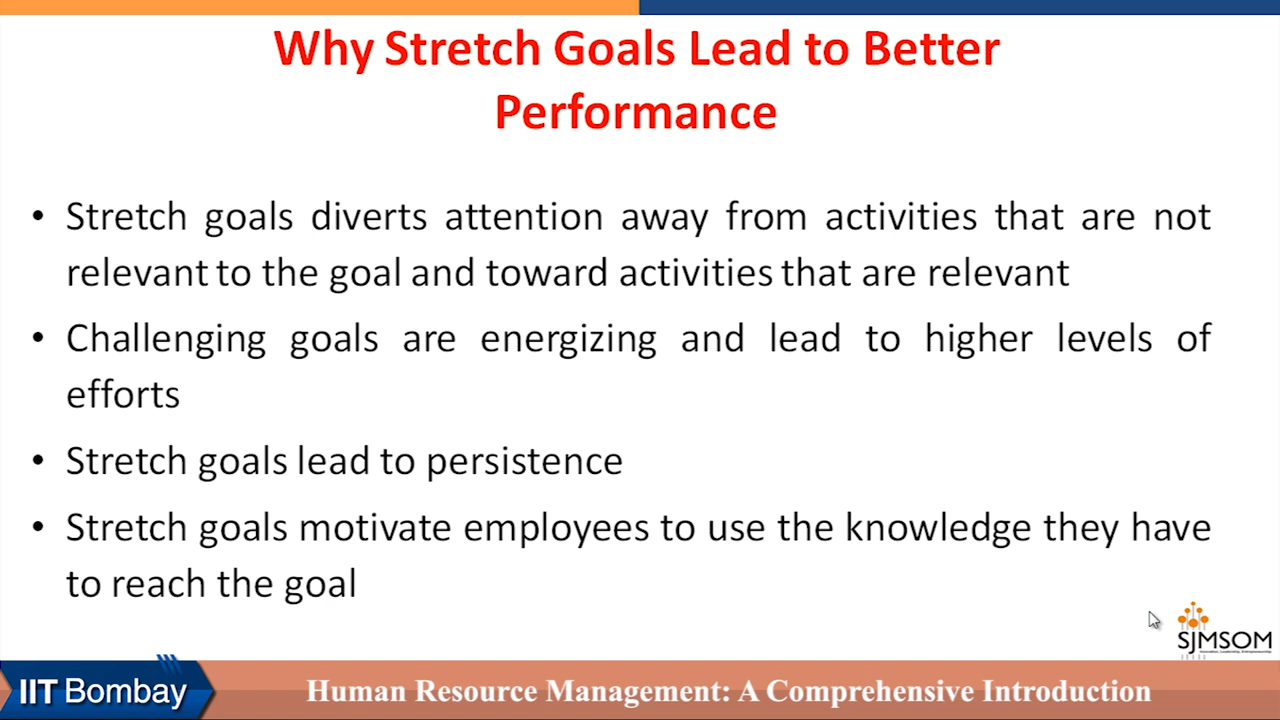 Why Stretch Goals Lead to Better
Performance
• Stretch goals diverts attention away from activities that are not
relevant to the goal and toward activities that are relevant
• Challenging goals are energizing and lead to higher levels of
efforts
• Stretch goals lead to persistence
• Stretch goals motivate employees to use the knowledge they have
to reach the goal
SJMSOM
Innovation, Leadership, Entrepreneurship
IIT Bombay
Human Resource Management: A Comprehensive Introduction